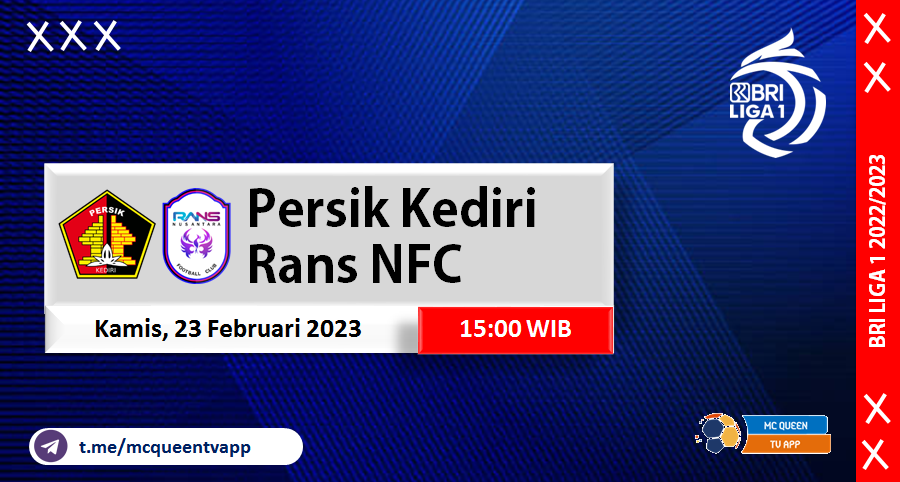 XXX
X
X
BRI
LIGA 1
PERSIK
KEDIRI
RANS
NUSANTARA
FOOTBALL CLUB
Persik Kediri
Rans NFC
Kamis, 23 Februari 2023
15:00 WIB
BRI LIGA 1 2022/2023
t.me/mcqueentvapp
MC QUEEN
TV APP
X
X